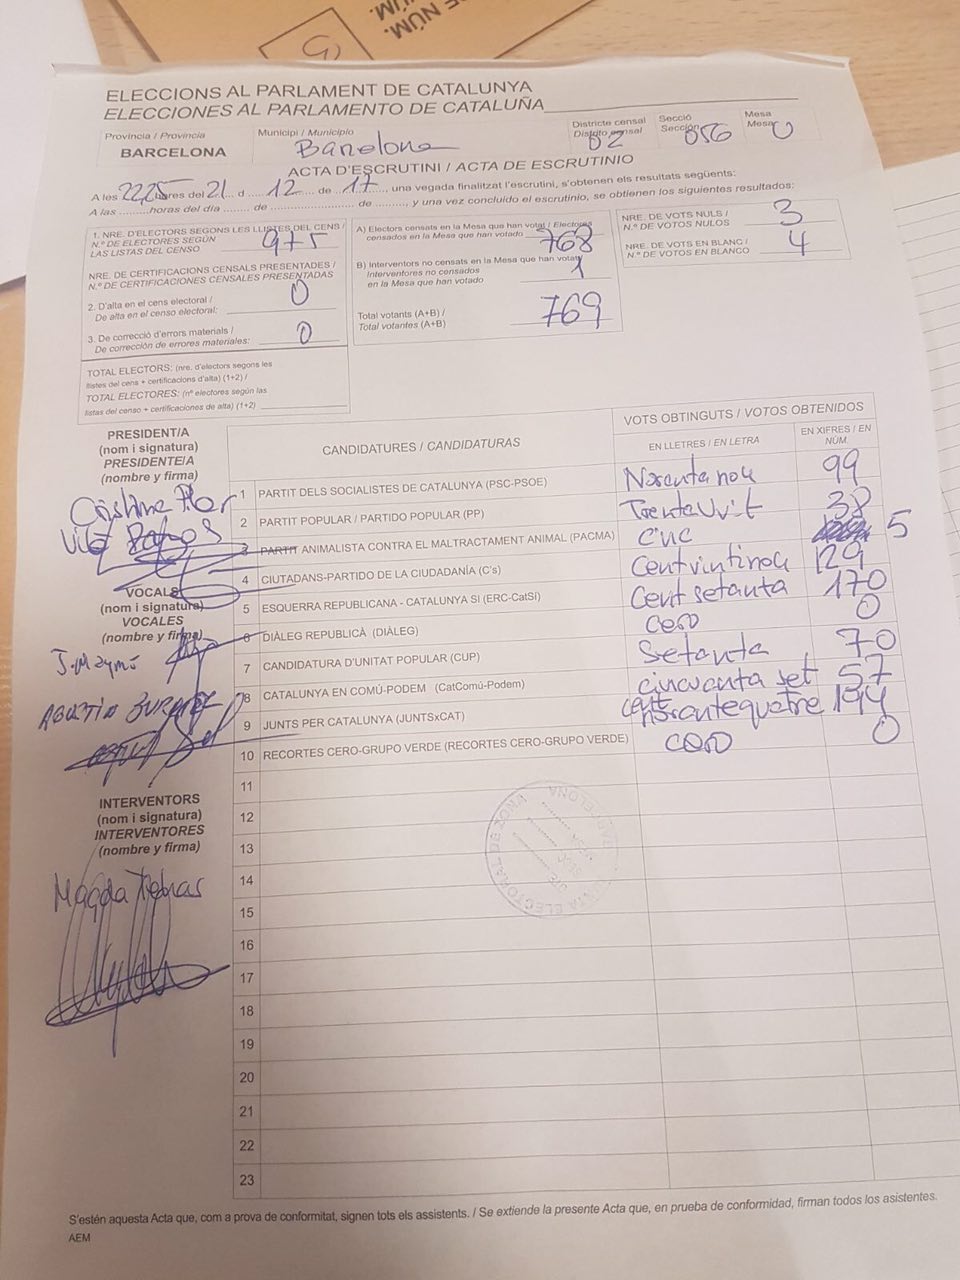 DE NÚM.
NÚM.
ELECCIONS AL PARLAMENT DE CATALUNYA
ELECCIONES AL PARLAMENTO DE CATALUÑA
Província / Provincia
BARCELONA
Municipi / Municipio
Barcelona
Districte censal
Distrito censal
02
Secció
Sección
056
Mesa
Mesa
U
ACTA D'ESCRUTINI / ACTA DE ESCRUTINIO
A les 2225 hores del 21 d 12 de 17, una vegada finalitzat l'escrutini, s'obtenen els resultats següents:
A las .........horas del día ....... de .................... de ........, y una vez concluido el escrutinio, se obtienen los siguientes resultados:
1. NRE. D'ELECTORS SEGONS LES LLISTES DEL CENS /
N.º DE ELECTORES SEGÚN
LAS LISTAS DEL CENSO
975
NRE. DE CERTIFICACIONS CENSALS PRESENTADES /
N.º DE CERTIFICACIONES CENSALES PRESENTADAS
2. D'alta en el cens electoral /
De alta en el censo electoral:
0
3. De correcció d'errors materials /
De corrección de errores materiales:
0
TOTAL ELECTORS: (nre. d'electors segons les
llistes del cens + certificacions d'alta) (1+2) /
TOTAL ELECTORES: (nº electores según las
listas del censo + certificaciones de alta) (1+2)
A) Electors censats en la Mesa que han votat / Electores
censados en la Mesa que han votado
768
B) Interventors no censats en la Mesa que han votat/
Interventores no censados
en la Mesa que han votado
1
Total votants (A+B) /
Total votantes (A+B)
769
NRE. DE VOTS NULS /
N.º DE VOTOS NULOS
3
NRE. DE VOTS EN BLANC /
N.º DE VOTOS EN BLANCO
4
PRESIDENT/A
(nom i signatura)
PRESIDENTE/A
(nombre y firma)
VOCALS
(nom i signatura)
VOCALES
(nombre y firma)
J. Maymó
AGUSTIN
INTERVENTORS
(nom i signatura)
INTERVENTORES
(nombre y firma)
Magda
CANDIDATURES / CANDIDATURAS
VOTS OBTINGUTS / VOTOS OBTENIDOS
EN LLETRES / EN LETRA
EN XIFRES / EN NÚM.
1 PARTIT DELS SOCIALISTES DE CATALUNYA (PSC-PSOE) Noranta nou 99
2 PARTIT POPULAR / PARTIDO POPULAR (PP) Trenta Vuit 38
3 PARTIT ANIMALISTA CONTRA EL MALTRACTAMENT ANIMAL (PACMA) Cinc 5
4 CIUTADANS-PARTIDO DE LA CIUDADANÍA (C's) Cent vintinou 129
5 ESQUERRA REPUBLICANA - CATALUNYA SÍ (ERC-CatSí) Cent setanta 170
6 DIÀLEG REPUBLICÀ (DIÀLEG) cero 0
7 CANDIDATURA D'UNITAT POPULAR (CUP) Setanta 70
8 CATALUNYA EN COMÚ-PODEM (CatComú-Podem) cincuanta set 57
9 JUNTS PER CATALUNYA (JUNTSxCAT) cent norantequatre 194
10 RECORTES CERO-GRUPO VERDE (RECORTES CERO-GRUPO VERDE) cero 0
11
12
13
14
15
16
17
18
19
20
21
22
23
JUNTA ELECTORAL DE ZONA
BARCELONA
S'estén aquesta Acta que, com a prova de conformitat, signen tots els assistents. / Se extiende la presente Acta que, en prueba de conformidad, firman todos los asistentes.
AEM